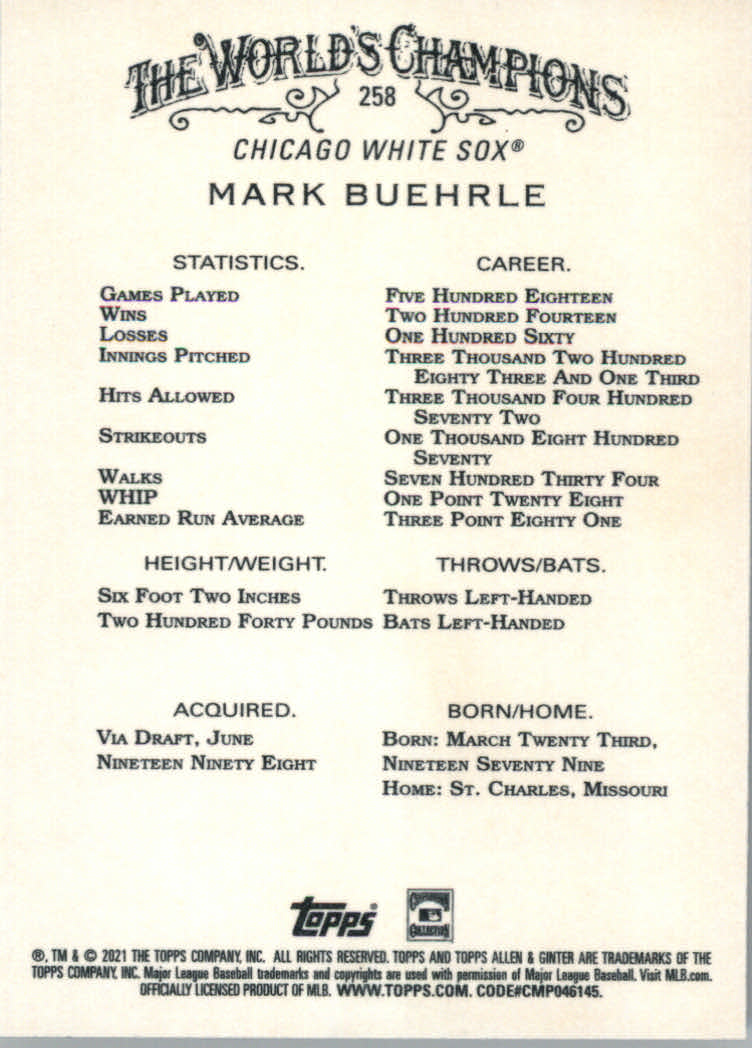 THE WORLD'S CHAMPIONS
258
CHICAGO WHITE SOX®
MARK BUEHRLE
STATISTICS. CAREER.
GAMES PLAYED FIVE HUNDRED EIGHTEEN
WINS TWO HUNDRED FOURTEEN
LOSSES ONE HUNDRED SIXTY
INNINGS PITCHED THREE THOUSAND TWO HUNDRED
EIGHTY THREE AND ONE THIRD
HITS ALLOWED THREE THOUSAND FOUR HUNDRED
SEVENTY TWO
STRIKEOUTS ONE THOUSAND EIGHT HUNDRED
SEVENTY
WALKS SEVEN HUNDRED THIRTY FOUR
WHIP ONE POINT TWENTY EIGHT
EARNED RUN AVERAGE THREE POINT EIGHTY ONE
HEIGHT/WEIGHT. THROWS/BATS.
SIX FOOT TWO INCHES THROWS LEFT-HANDED
TWO HUNDRED FORTY POUNDS BATS LEFT-HANDED
ACQUIRED. BORN/HOME.
VIA DRAFT, JUNE BORN: MARCH TWENTY THIRD,
NINETEEN NINETY EIGHT NINETEEN SEVENTY NINE
HOME: ST. CHARLES, MISSOURI
topps®
COOPERSTOWN
COLLECTION
®, TM & © 2021 THE TOPPS COMPANY, INC. ALL RIGHTS RESERVED. TOPPS AND TOPPS ALLEN & GINTER ARE TRADEMARKS OF THE
TOPPS COMPANY, INC. Major League Baseball trademarks and copyrights are used with permission of Major League Baseball. Visit MLB.com.
OFFICIALLY LICENSED PRODUCT OF MLB. WWW.TOPPS.COM. CODE#CMP046145.